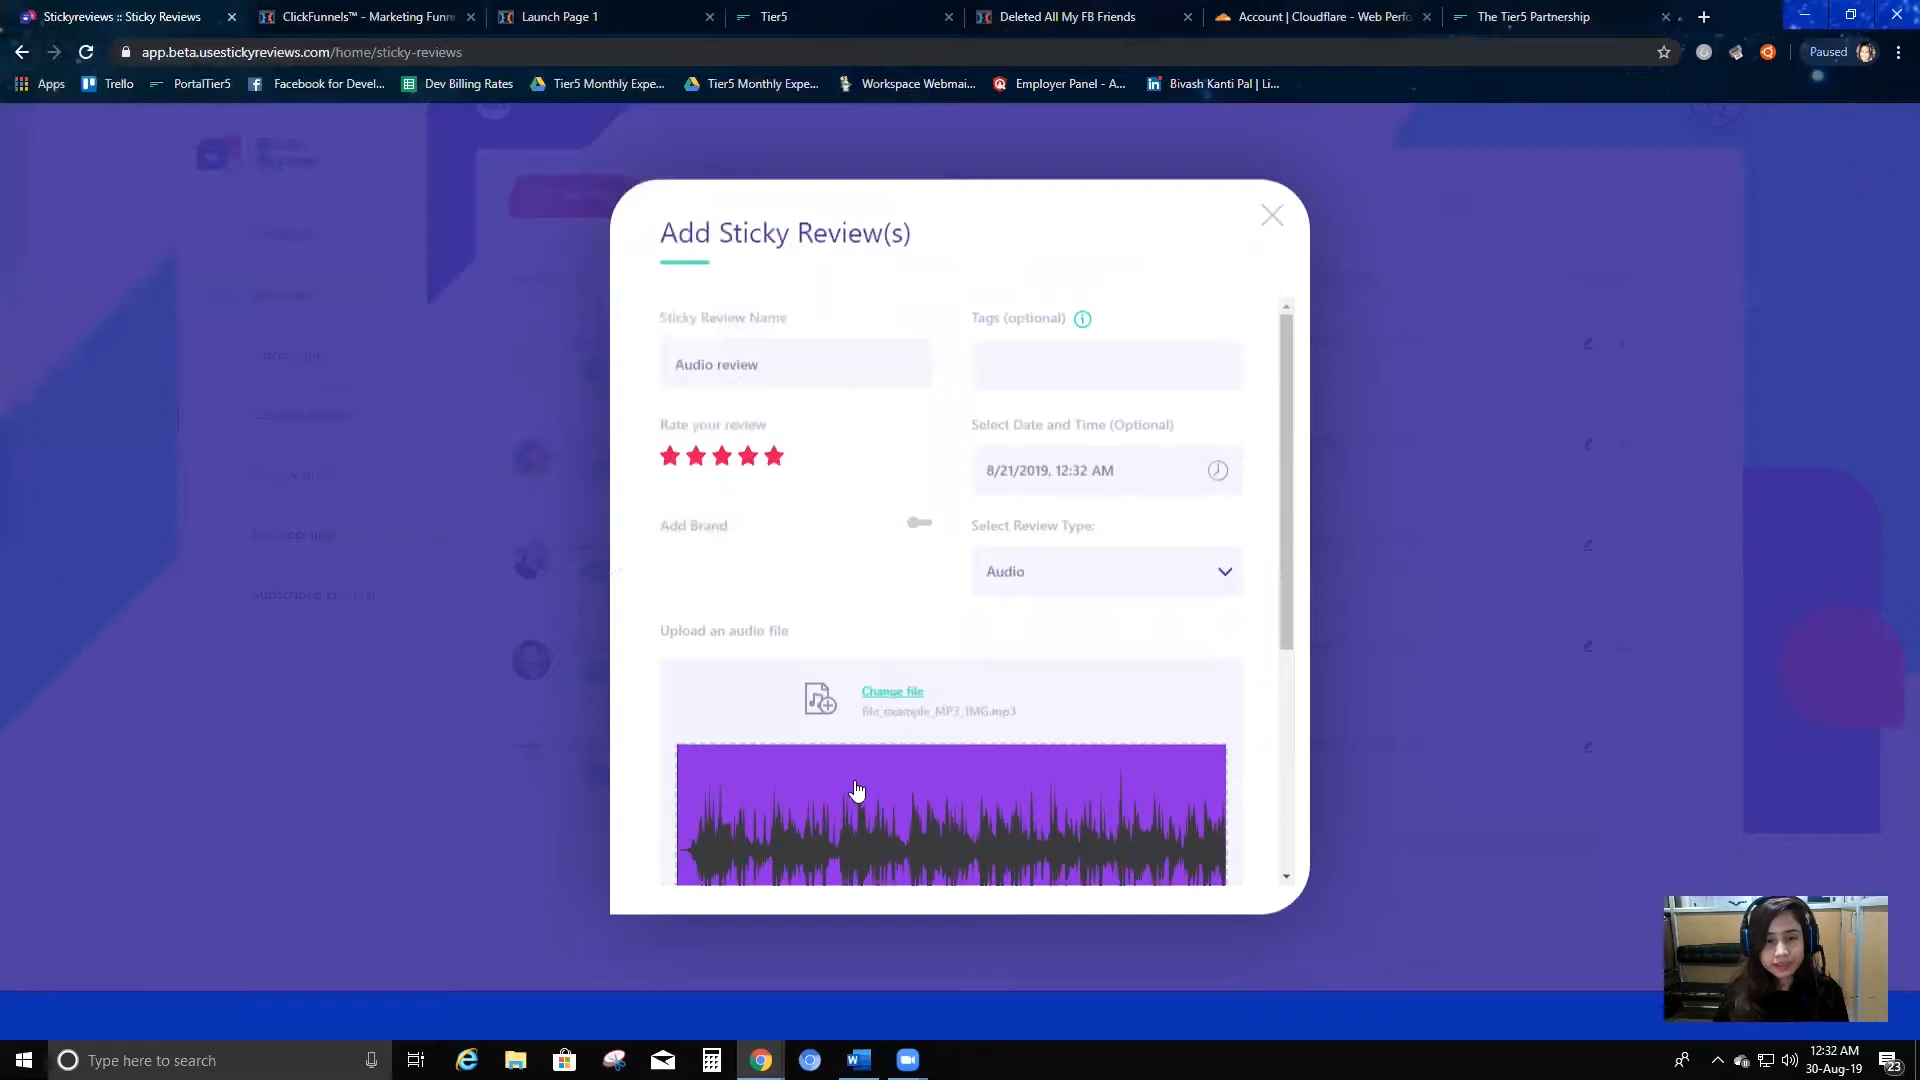 Stickyreviews :: Sticky Reviews
ClickFunnels™ - Marketing Funn
Launch Page 1
Tier5
Deleted All My FB Friends
Account | Cloudflare - Web Perfo
The Tier5 Partnership
app.beta.usestickyreviews.com/home/sticky-reviews
Paused
Apps
Trello
PortalTier5
Facebook for Devel...
Dev Billing Rates
Tier5 Monthly Expe...
Tier5 Monthly Expe...
Workspace Webmai...
Employer Panel - A...
Bivash Kanti Pal | Li...
Add Sticky Review(s)
Sticky Review Name
Tags (optional)
Audio review
Rate your review
Select Date and Time (Optional)
8/21/2019, 12:32 AM
Add Brand
Select Review Type:
Audio
Upload an audio file
Change file
file_example_MP3_1MG.mp3
Type here to search
12:32 AM
30-Aug-19
23